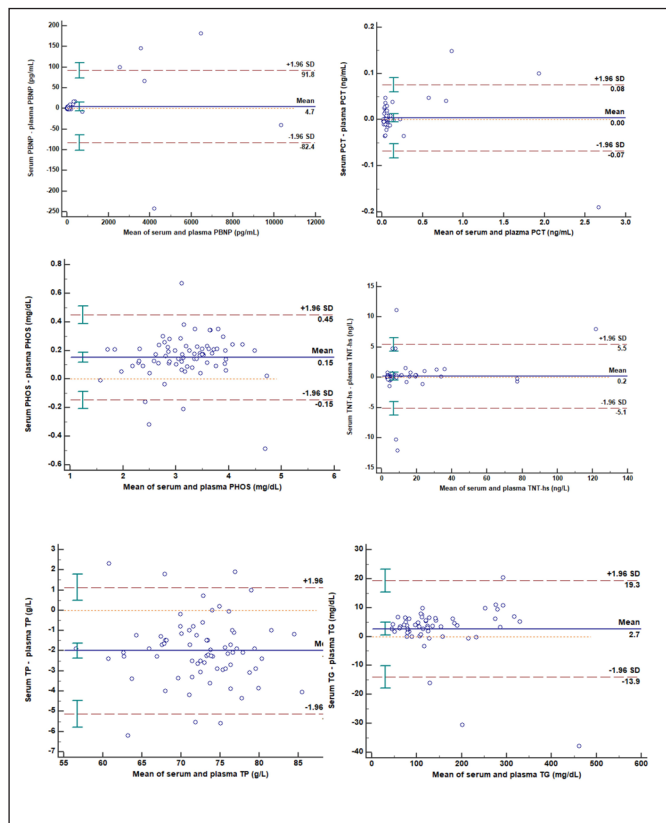 Serum PBNP - plasma PBNP (pg/mL)
200
150
100
50
0
-50
-100
-150
-200
-250
+1.96 SD
91.8
Mean
4.7
-1.96 SD
-82.4
0 2000 4000 6000 8000 10000 12000
Mean of serum and plasma PBNP (pg/mL)
Serum PCT - plasma PCT (ng/mL)
0.2
0.1
0.0
-0.1
-0.2
+1.96 SD
0.08
Mean
0.00
-1.96 SD
-0.07
0.0 0.5 1.0 1.5 2.0 2.5 3.0
Mean of serum and plazma PCT (ng/mL)
Serum PHOS - plasma PHOS (mg/dL)
0.8
0.6
0.4
0.2
0.0
-0.2
-0.4
-0.6
+1.96 SD
0.45
Mean
0.15
-1.96 SD
-0.15
1 2 3 4 5 6
Mean of serum and plasma PHOS (mg/dL)
Serum TNT-hs - plasma TNT-hs (ng/L)
15
10
5
0
-5
-10
-15
+1.96 SD
5.5
Mean
0.2
-1.96 SD
-5.1
0 20 40 60 80 100 120 140
Mean of serum and plasma TNT-hs (ng/L)
Serum TP - plasma TP (g/L)
3
2
1
0
-1
-2
-3
-4
-5
-6
-7
+1.96
-1.96
55 60 65 70 75 80 85
Mean of serum and plasma TP (g/L)
Serum TG - plasma TG (mg/dL)
30
20
10
0
-10
-20
-30
-40
+1.96 SD
19.3
Mean
2.7
-1.96 SD
-13.9
0 100 200 300 400 500 600
Mean of serum and plasma TG (mg/dL)